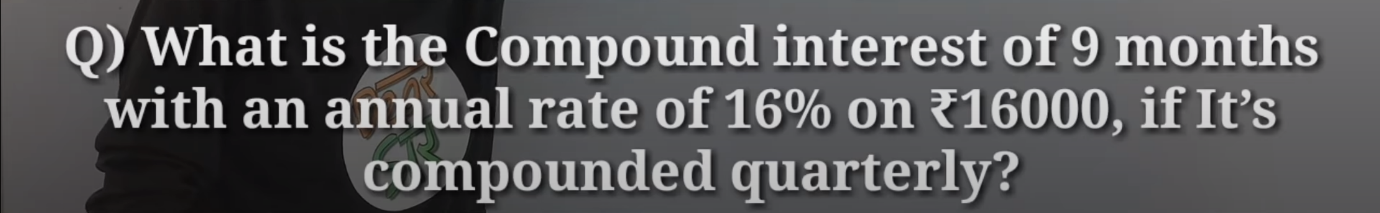 Q) What is the Compound interest of 9 months
with an annual rate of 16% on ₹16000, if It’s
compounded quarterly?